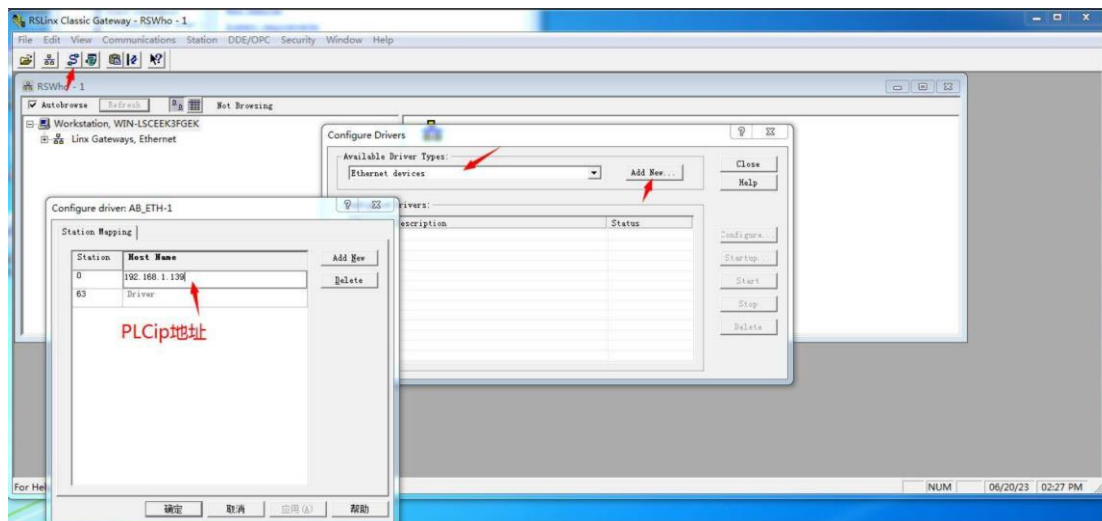 RSLinx Classic Gateway - RSWho - 1
File Edit View Communications Station DDE/OPC Security Window Help
RSWho - 1
Autobrowse Refresh Not Browsing
Workstation, WIN-LSCEEK3FGEK
Linx Gateways, Ethernet
Configure Drivers
Available Driver Types:
Ethernet devices
Add New...
Close
Help
rivers:
escription Status
Configure...
Startup...
Start
Stop
Delete
Configure driver: AB_ETH-1
Station Mapping
Station Host Name
0 192.168.1.139
63 Driver
Add New
Delete
PLCip地址
确定 取消 应用(A) 帮助
For Hel
NUM 06/20/23 02:27 PM